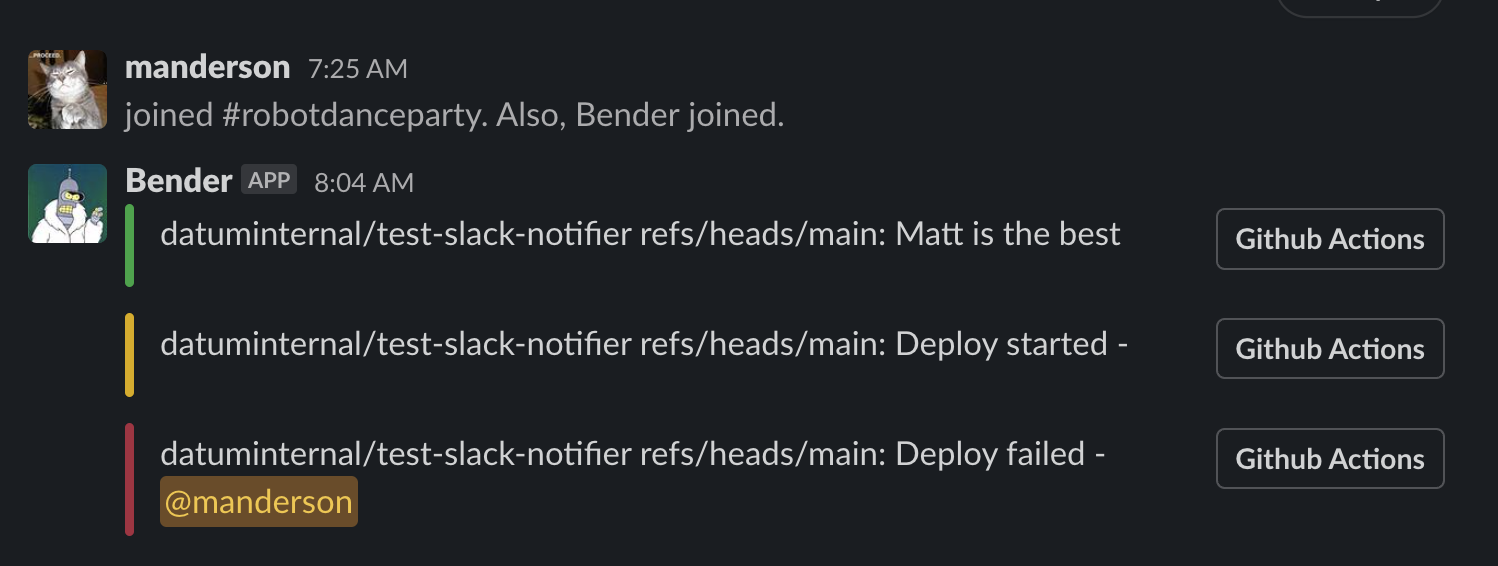 PROCEED.
manderson 7:25 AM
joined #robotdanceparty. Also, Bender joined.
Bender APP 8:04 AM
datuminternal/test-slack-notifier refs/heads/main: Matt is the best
Github Actions
datuminternal/test-slack-notifier refs/heads/main: Deploy started -
Github Actions
datuminternal/test-slack-notifier refs/heads/main: Deploy failed -
@manderson
Github Actions